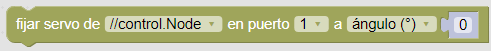 fijar servo de //control.Node en puerto 1 a ángulo (°) 0